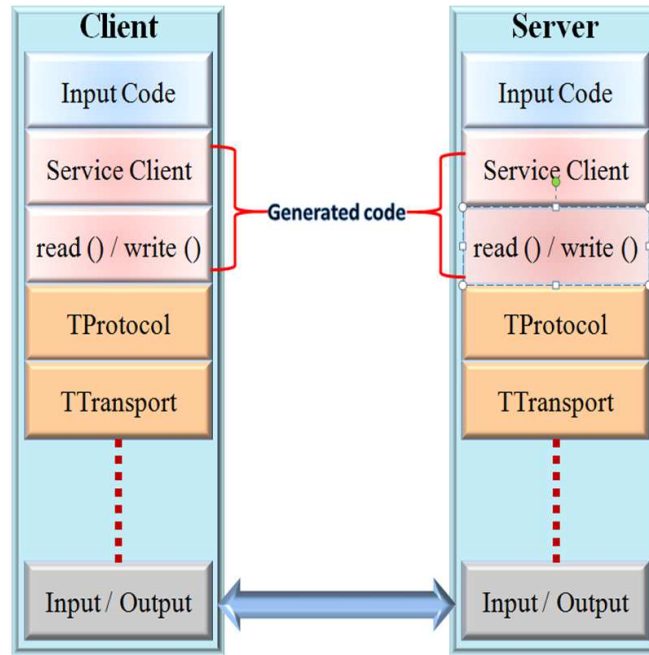 Client
Input Code
Service Client
read () / write ()
TProtocol
TTransport
Input / Output
Generated code
Server
Input Code
Service Client
read () / write ()
TProtocol
TTransport
Input / Output